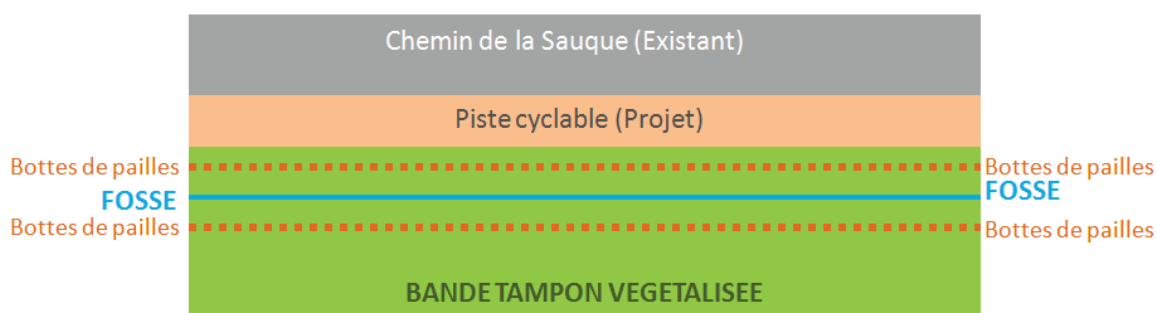 Chemin de la Sauque (Existant)
Piste cyclable (Projet)
Bottes de pailles
Bottes de pailles
FOSSE
FOSSE
Bottes de pailles
Bottes de pailles
BANDE TAMPON VEGETALISEE